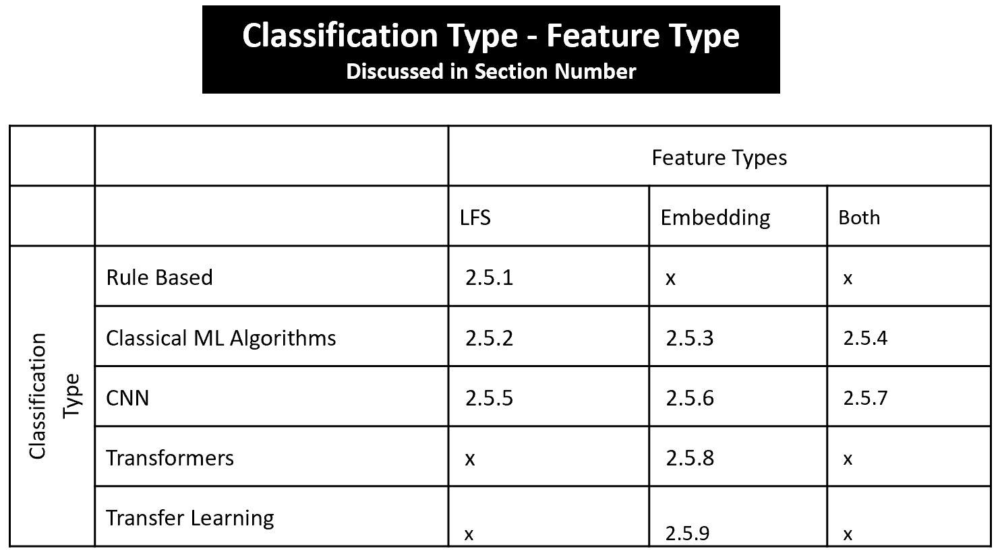 Classification Type - Feature Type
Discussed in Section Number
Feature Types
LFS Embedding Both
Classification
Type
Rule Based 2.5.1 x x
Classical ML Algorithms 2.5.2 2.5.3 2.5.4
CNN 2.5.5 2.5.6 2.5.7
Transformers x 2.5.8 x
Transfer Learning x 2.5.9 x